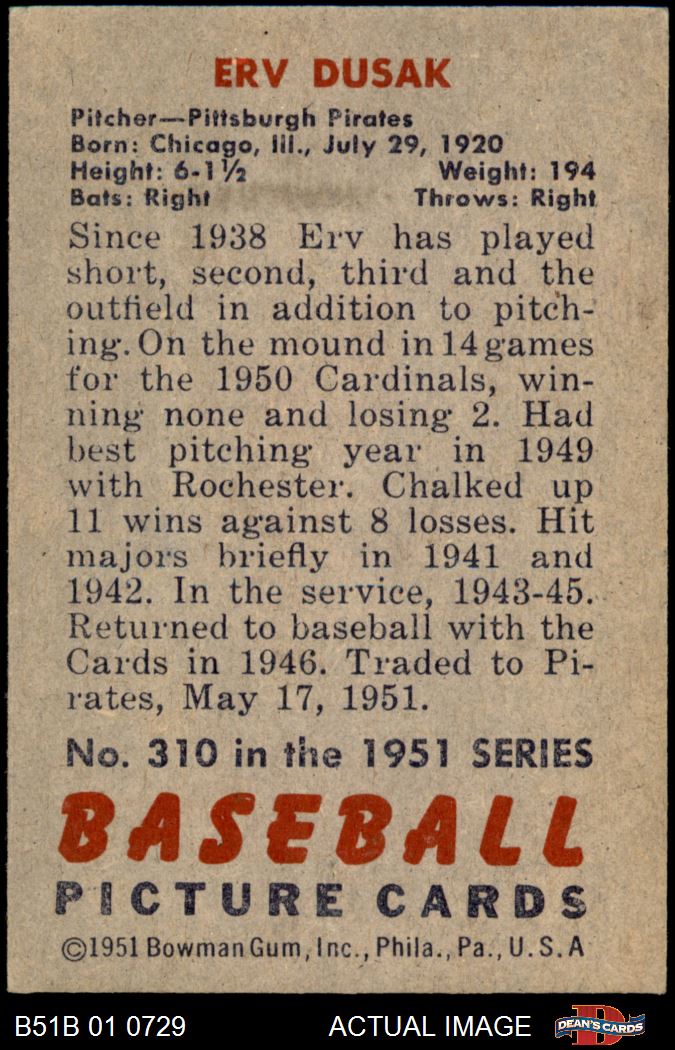 ERV DUSAK
Pitcher—Pittsburgh Pirates
Born: Chicago, Ill., July 29, 1920
Height: 6-1½ Weight: 194
Bats: Right Throws: Right
Since 1938 Erv has played
short, second, third and the
outfield in addition to pitch-
ing. On the mound in 14 games
for the 1950 Cardinals, win-
ning none and losing 2. Had
best pitching year in 1949
with Rochester. Chalked up
11 wins against 8 losses. Hit
majors briefly in 1941 and
1942. In the service, 1943-45.
Returned to baseball with the
Cards in 1946. Traded to Pi-
rates, May 17, 1951.
No. 310 in the 1951 SERIES
BASEBALL
PICTURE CARDS
©1951 Bowman Gum, Inc., Phila., Pa., U.S.A
B51B 01 0729 ACTUAL IMAGE D DEAN'S CARDS